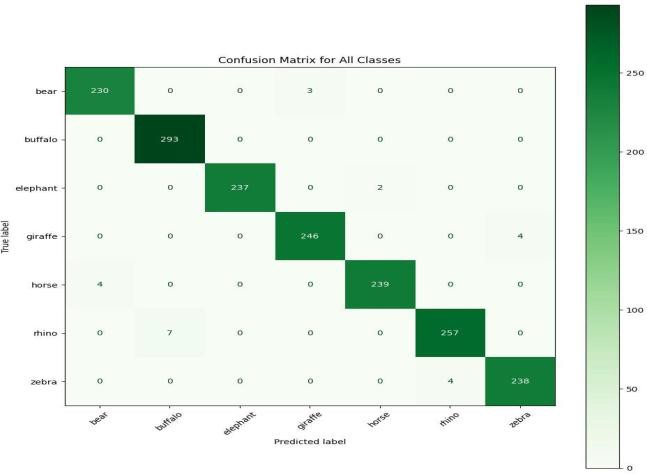 Confusion Matrix for All Classes
True label
bear 230 0 0 3 0 0 0
buffalo 0 293 0 0 0 0 0
elephant 0 0 237 0 2 0 0
giraffe 0 0 0 246 0 0 4
horse 4 0 0 0 239 0 0
rhino 0 7 0 0 0 257 0
zebra 0 0 0 0 0 4 238
bear buffalo elephant giraffe horse rhino zebra
Predicted label
250
200
150
100
50
0